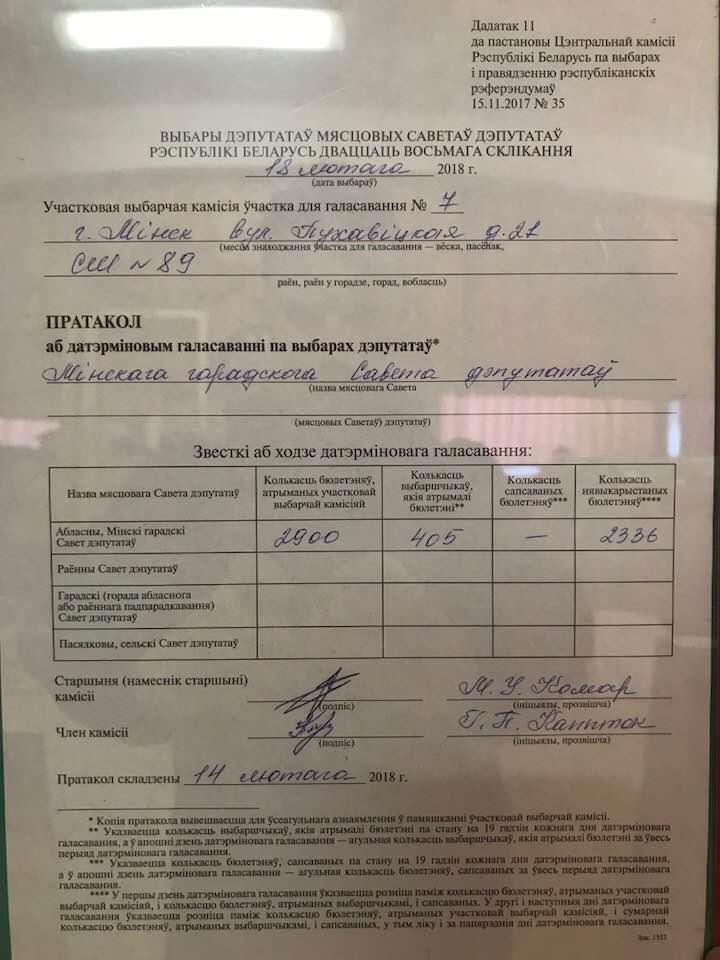 Дадатак 11
да пастановы Цэнтральнай камісіі
Рэспублікі Беларусь па выбарах
і правядзенню рэспубліканскіх
рэферэндумаў
15.11.2017 № 35
ВЫБАРЫ ДЭПУТАТАЎ МЯСЦОВЫХ САВЕТАЎ ДЭПУТАТАЎ
РЭСПУБЛІКІ БЕЛАРУСЬ ДВАЦЦАЦЬ ВОСЬМАГА СКЛІКАННЯ
18 лютага 2018 г.
(дата выбараў)
Участковая выбарчая камісія ўчастка для галасавання № 7
г. Мінск вул. Пухавіцкая д. 21
(месца знаходжання ўчастка для галасавання — вёска, пасёлак,
СШ № 89
раён, раён у горадзе, горад, вобласць)
ПРАТАКОЛ
аб датэрміновым галасаванні па выбарах дэпутатаў*
Мінскага гарадскога Савета дэпутатаў
(назва мясцовага Савета
(мясцовых Саветаў) дэпутатаў)
Звесткі аб ходзе датэрміновага галасавання:
Назва мясцовага Савета дэпутатаў
Колькасць бюлетэняў,
атрыманых участковай
выбарчай камісіяй
Колькасць
выбаршчыкаў,
якія атрымалі
бюлетэні**
Колькасць
сапсаваных
бюлетэняў***
Колькасць
нявыкарыстаных
бюлетэняў****
Абласны, Мінскі гарадскі
Савет дэпутатаў
2900
405
—
2336
Раённы Савет дэпутатаў
Гарадскі (горада абласнога
або раённага падпарадкавання)
Савет дэпутатаў
Пасялковы, сельскі Савет дэпутатаў
Старшыня (намеснік старшыні)
камісіі
(подпіс)
М. У. Комар
(ініцыялы, прозвішча)
Член камісіі
(подпіс)
Г. П. Капитон
(ініцыялы, прозвішча)
Пратакол складзены 14 лютага 2018 г.
* Копія пратакола вывешваецца для ўсеагульнага азнаямлення ў памяшканні ўчастковай выбарчай камісіі.
** Указваецца колькасць выбаршчыкаў, якія атрымалі бюлетэні па стану на 19 гадзін кожнага дня датэрміновага
галасавання, а ў апошні дзень датэрміновага галасавання — агульная колькасць выбаршчыкаў, якія атрымалі бюлетэні за ўвесь
перыяд датэрміновага галасавання.
*** Указваецца колькасць бюлетэняў, сапсаваных па стану на 19 гадзін кожнага дня датэрміновага галасавання,
а ў апошні дзень датэрміновага галасавання — агульная колькасць бюлетэняў, сапсаваных за ўвесь перыяд датэрміновага
галасавання.
**** У першы дзень датэрміновага галасавання ўказваецца розніца паміж колькасцю бюлетэняў, атрыманых участковай
выбарчай камісіяй, і колькасцю бюлетэняў, атрыманых выбаршчыкамі, і сапсаваных. У другі і наступныя дні датэрміновага
галасавання ўказваецца розніца паміж колькасцю бюлетэняў, атрыманых участковай выбарчай камісіяй, і сумарнай
колькасцю бюлетэняў, атрыманых выбаршчыкамі, і сапсаваных, у тым ліку і за папярэднія дні датэрміновага галасавання.
Зак. 1553